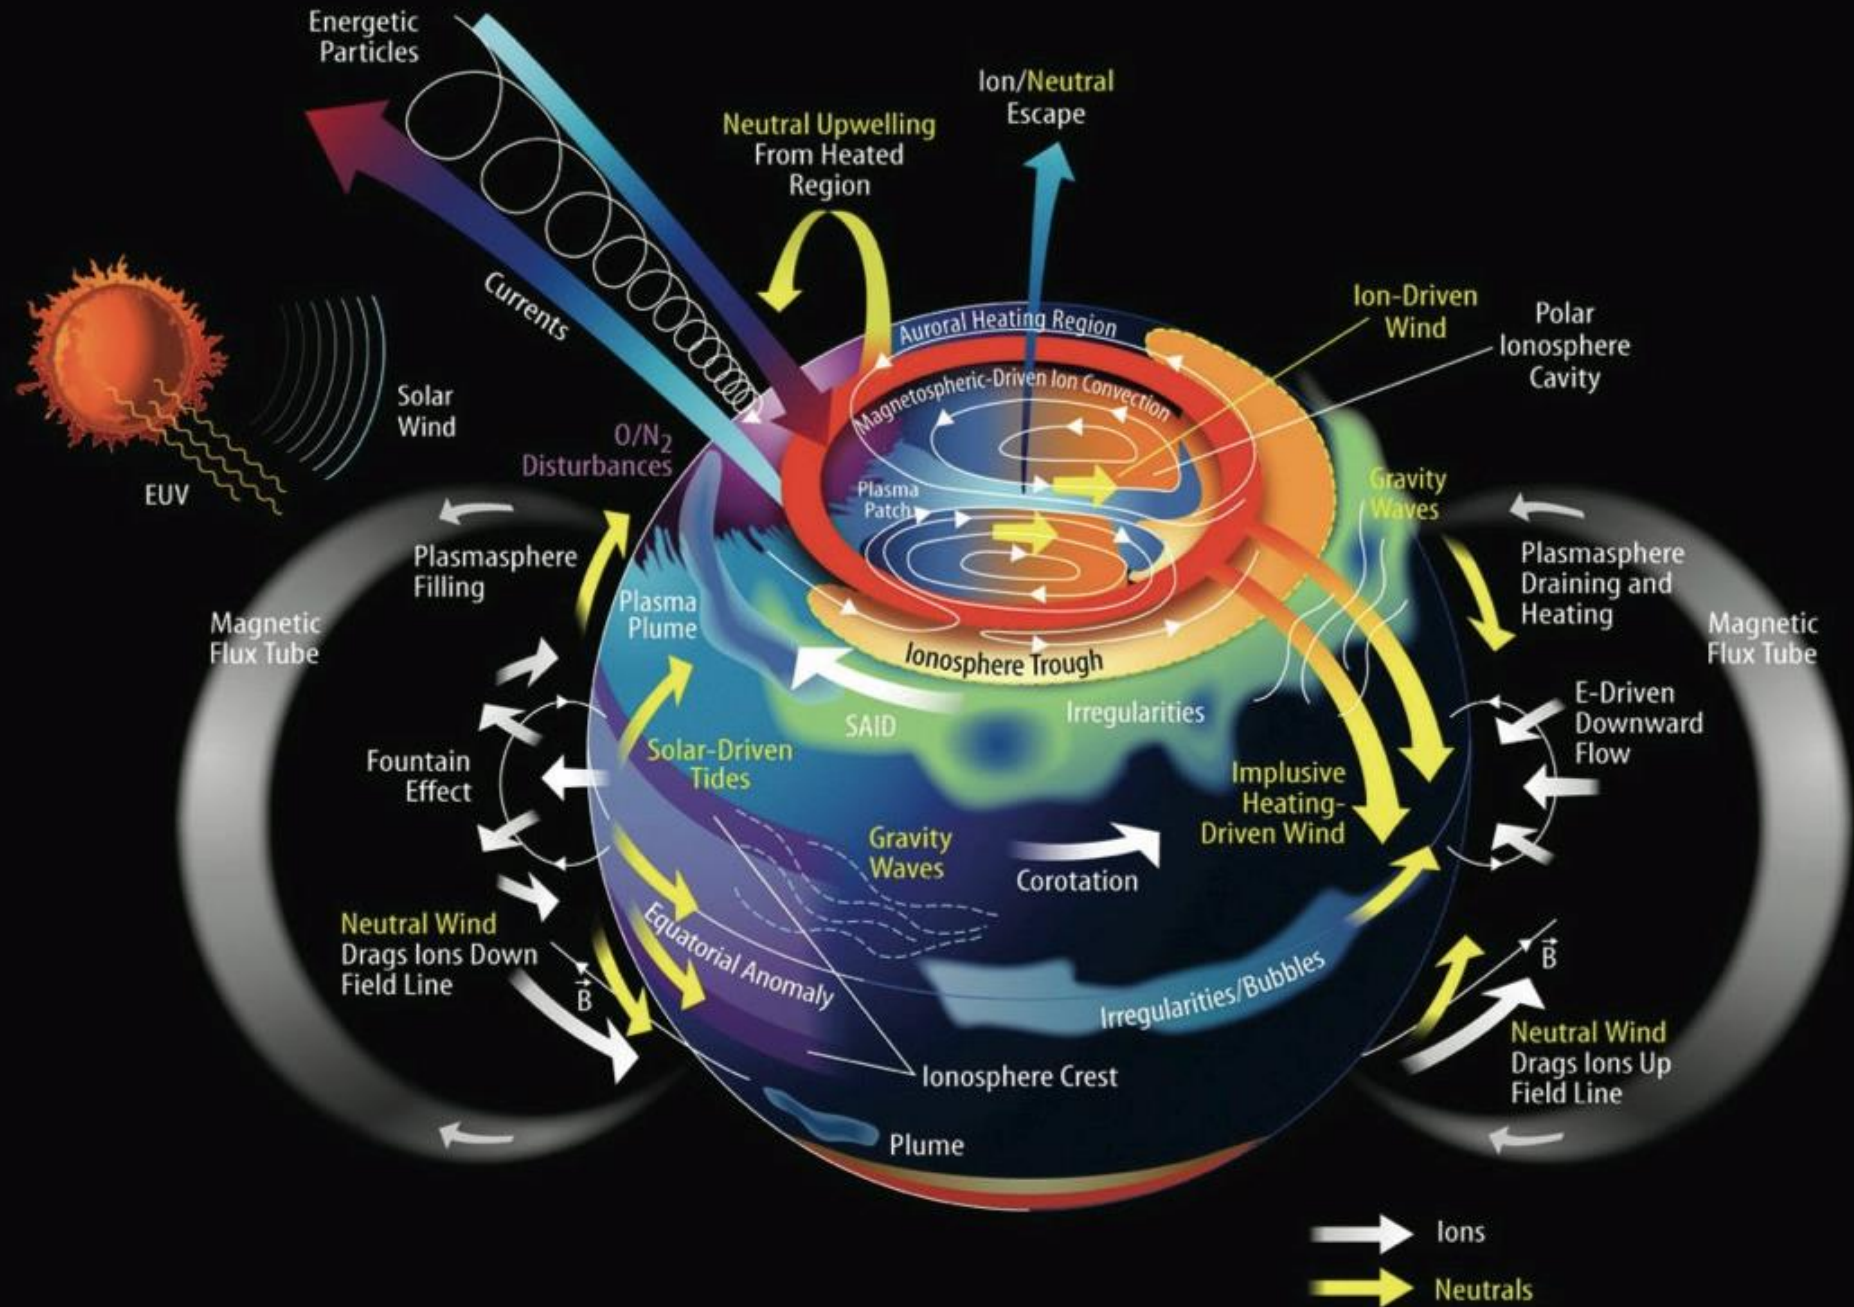 Energetic
Particles
Ion/Neutral
Escape
Neutral Upwelling
From Heated
Region
Currents
Solar
Wind
EUV
Ion-Driven
Wind
Polar
Ionosphere
Cavity
Auroral Heating Region
Magnetospheric-Driven Ion Convection
O/N₂
Disturbances
Plasma
Patch
Gravity
Waves
Plasmasphere
Filling
Plasmasphere
Draining and
Heating
Magnetic
Flux Tube
Plasma
Plume
Magnetic
Flux Tube
Ionosphere Trough
SAID
Irregularities
E-Driven
Downward
Flow
Fountain
Effect
Solar-Driven
Tides
Implusive
Heating-
Driven Wind
Gravity
Waves
Corotation
Neutral Wind
Drags Ions Down
Field Line
B⃗
Equatorial Anomaly
Irregularities/Bubbles
B⃗
Neutral Wind
Drags Ions Up
Field Line
Ionosphere Crest
Plume
Ions
Neutrals